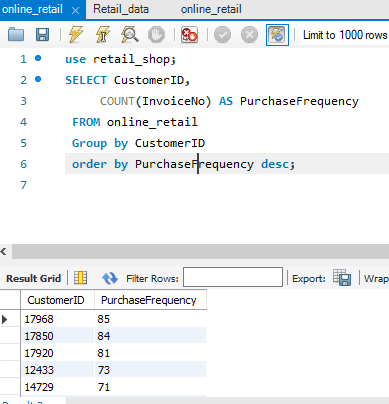 online_retail Retail_data online_retail
Limit to 1000 rows
1 use retail_shop;
2 SELECT CustomerID,
3 COUNT(InvoiceNo) AS PurchaseFrequency
4 FROM online_retail
5 Group by CustomerID
6 order by PurchaseFrequency desc;
7
Result Grid Filter Rows: Export: Wrap
CustomerID PurchaseFrequency
17968 85
17850 84
17920 81
12433 73
14729 71